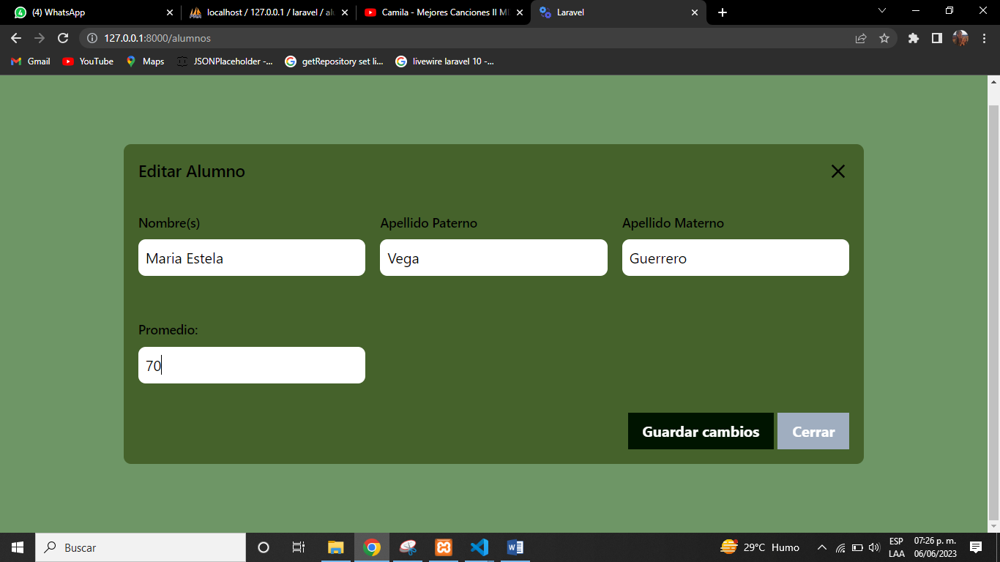 (4) WhatsApp
localhost / 127.0.0.1 / laravel / alu
Camila - Mejores Canciones II MI
Laravel
127.0.0.1:8000/alumnos
Gmail
YouTube
Maps
JSONPlaceholder -...
getRepository set li...
livewire laravel 10 -...
Editar Alumno
Nombre(s)
Apellido Paterno
Apellido Materno
Maria Estela
Vega
Guerrero
Promedio:
70
Guardar cambios
Cerrar
Buscar
29°C Humo
ESP
LAA
07:26 p. m.
06/06/2023